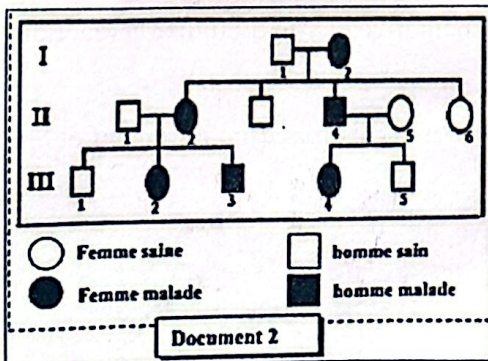 I
1 2
II
1 2 4 5 6
III
1 2 3 4 5
Femme saine homme sain
Femme malade homme malade
Document 2